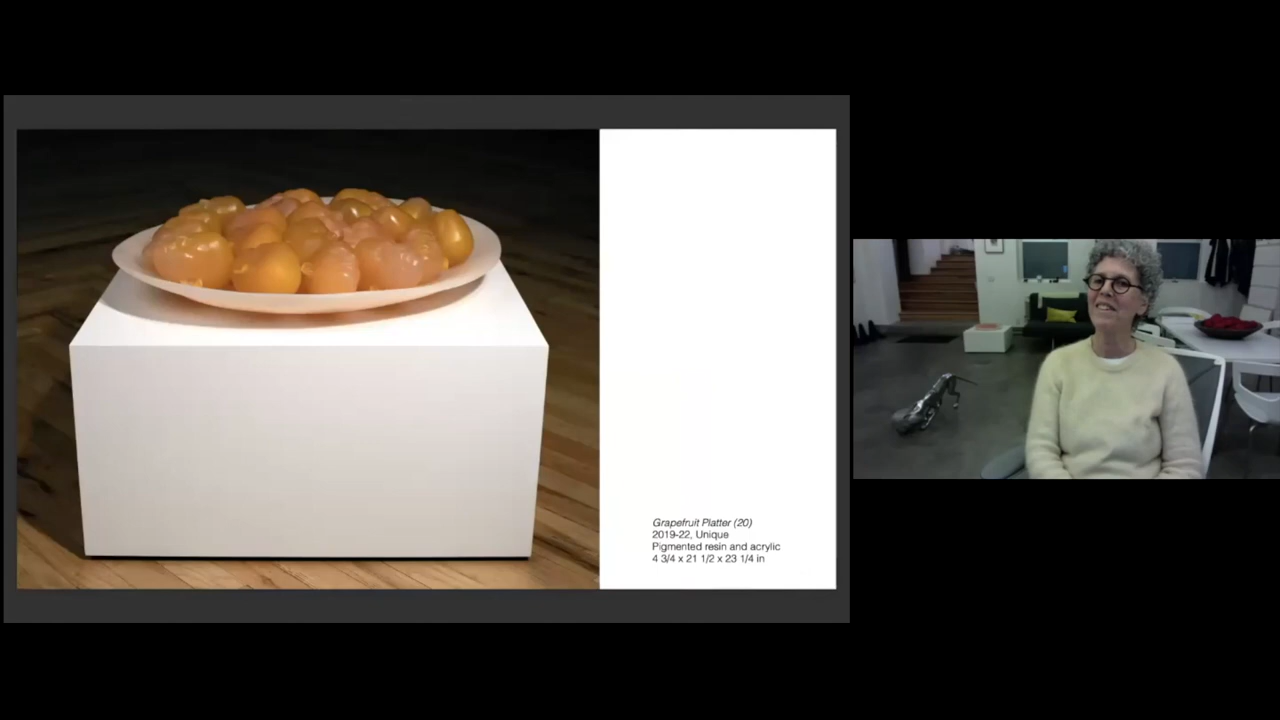 Grapefruit Platter (20)
2019-22, Unique
Pigmented resin and acrylic
4 3/4 x 21 1/2 x 23 1/4 in